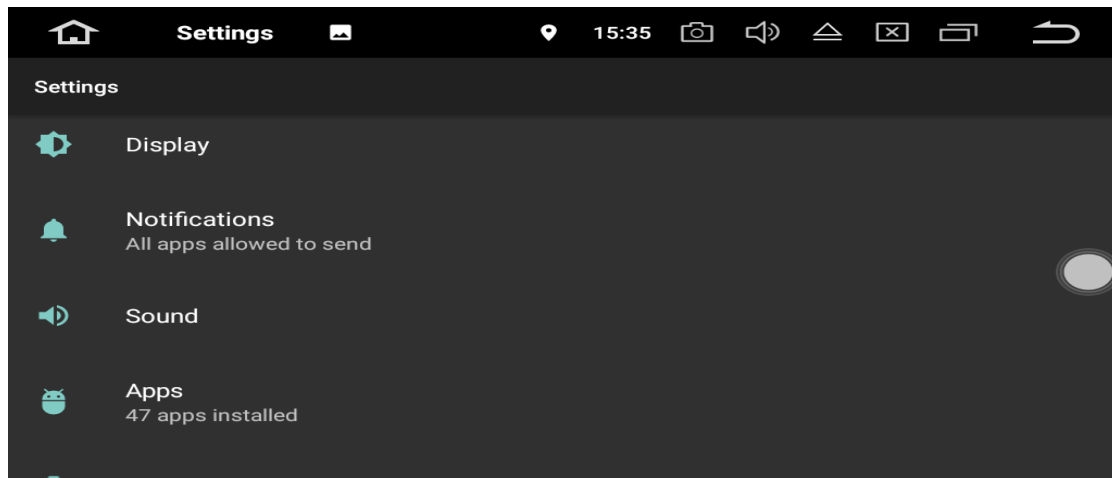 Settings
15:35
Settings
Display
Notifications
All apps allowed to send
Sound
Apps
47 apps installed